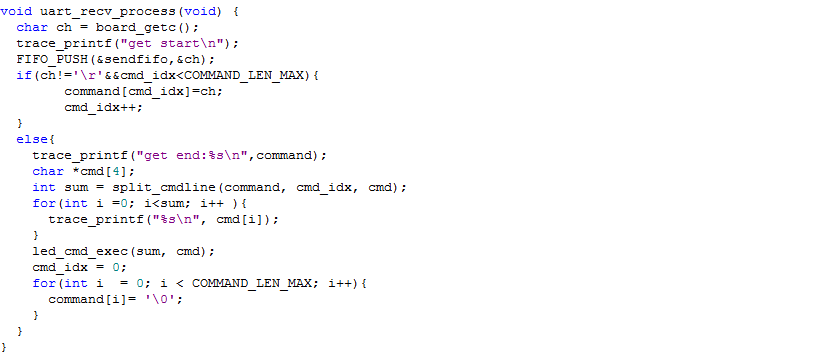 void uart_recv_process(void) {
  char ch = board_getc();
  trace_printf("get start\n");
  FIFO_PUSH(&sendfifo,&ch);
  if(ch!='\r'&&cmd_idx<COMMAND_LEN_MAX){
        command[cmd_idx]=ch;
        cmd_idx++;
  }
  else{
    trace_printf("get end:%s\n",command);
    char *cmd[4];
    int sum = split_cmdline(command, cmd_idx, cmd);
    for(int i =0; i<sum; i++ ){
      trace_printf("%s\n", cmd[i]);
    }
    led_cmd_exec(sum, cmd);
    cmd_idx = 0;
    for(int i  = 0; i < COMMAND_LEN_MAX; i++){
      command[i]= '\0';
    }
  }
}